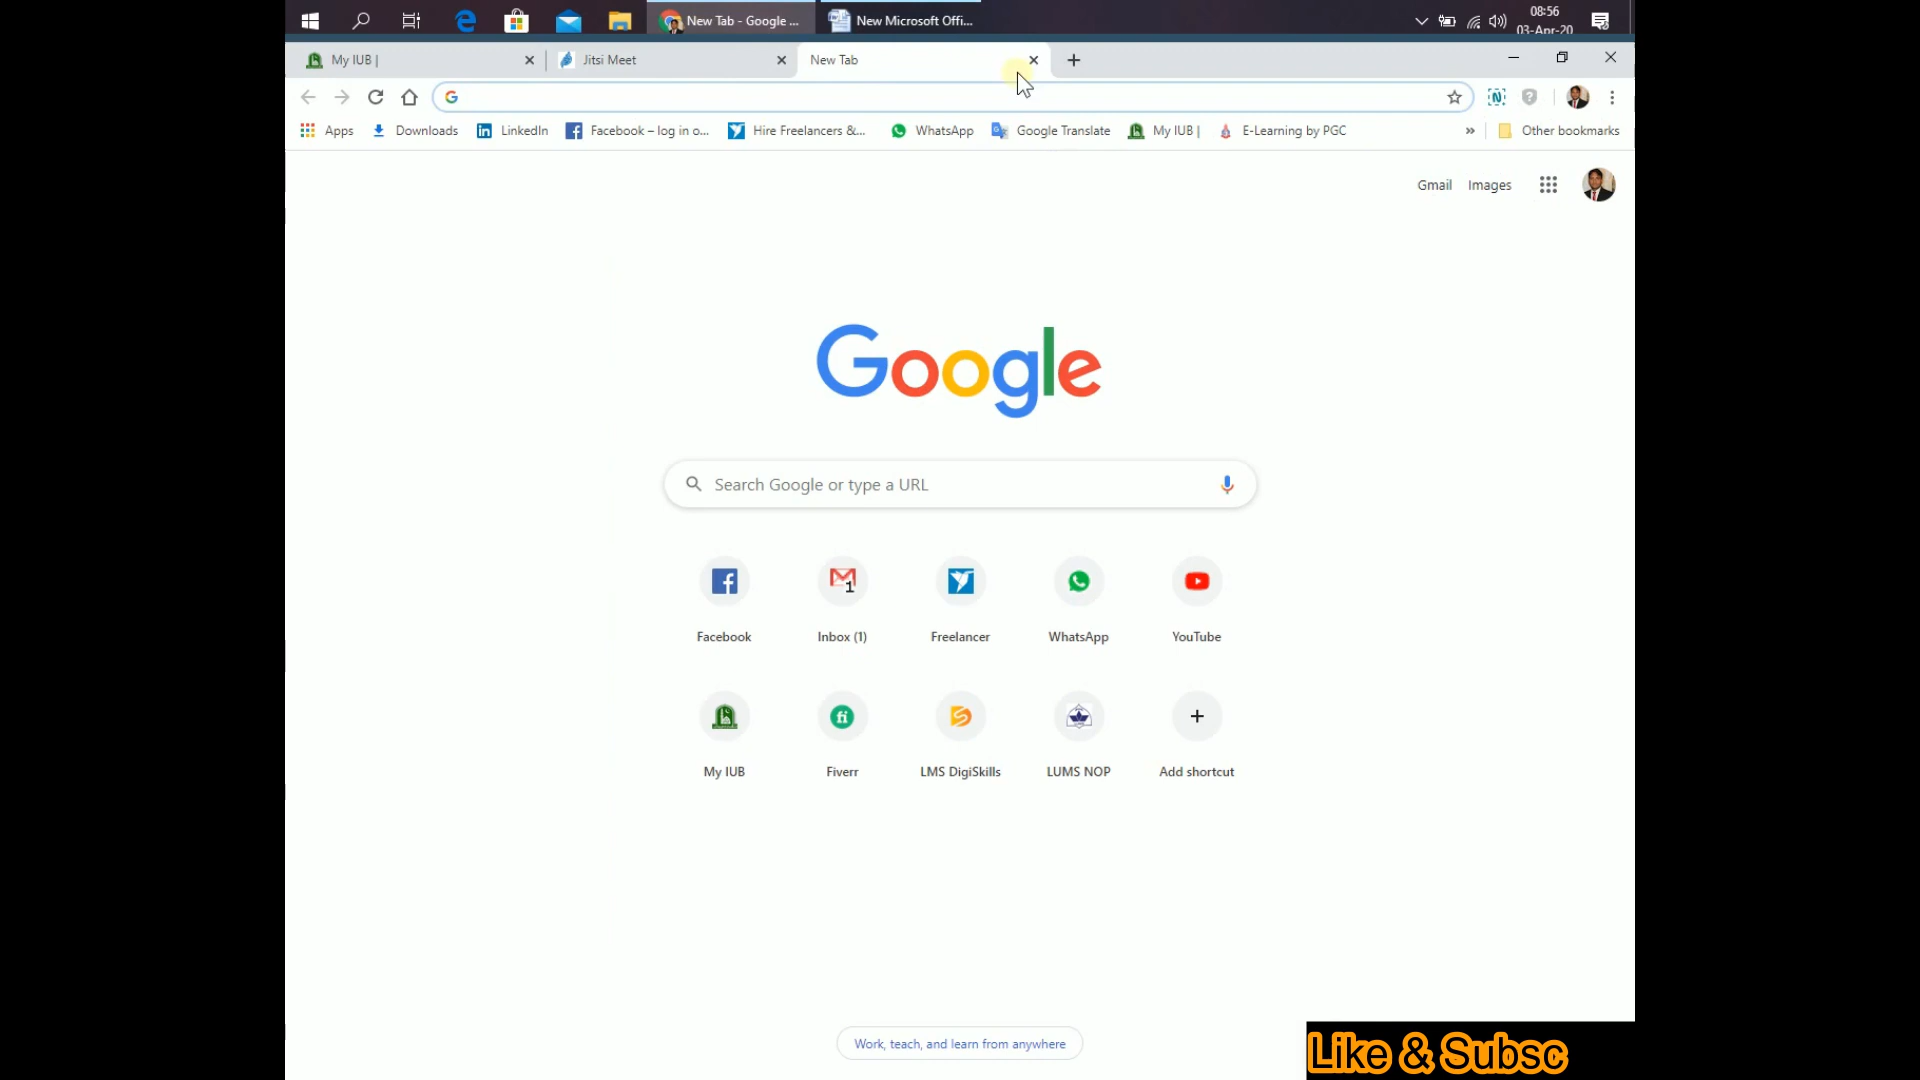 New Tab - Google ...
New Microsoft Offi...
08:56
03-Apr-20
My IUB |
Jitsi Meet
New Tab
Apps
Downloads
LinkedIn
Facebook – log in o...
Hire Freelancers &...
WhatsApp
Google Translate
My IUB |
E-Learning by PGC
»
Other bookmarks
Gmail
Images
Google
Search Google or type a URL
Facebook
Inbox (1)
Freelancer
WhatsApp
YouTube
My IUB
Fiverr
LMS DigiSkills
LUMS NOP
Add shortcut
Work, teach, and learn from anywhere
Like & Subsc